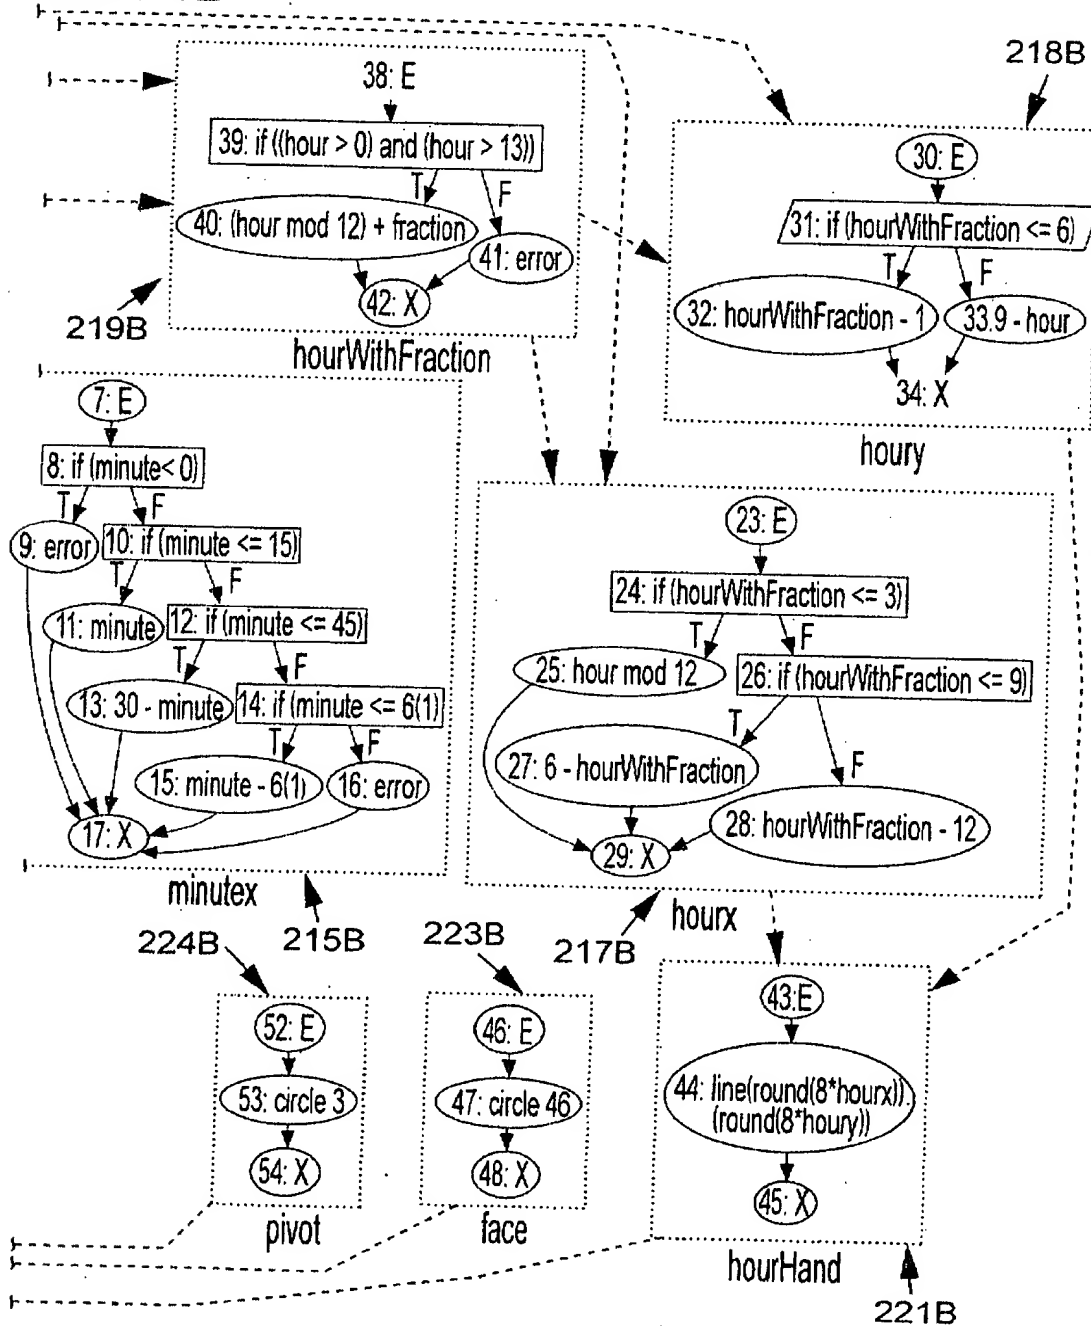 218B
38: E
39: if ((hour > 0) and (hour > 13))
T
F
40: (hour mod 12) + fraction
41: error
42: X
219B
hourWithFraction
30: E
31: if (hourWithFraction <= 6)
T
F
32: hourWithFraction - 1
33.9 - hour
34: X
houry
7: E
8: if (minute< 0)
T
F
9: error
10: if (minute <= 15)
T
F
11: minute
12: if (minute <= 45)
T
F
13: 30 - minute
14: if (minute <= 6(1)
T
F
15: minute - 6(1)
16: error
17: X
minutex
215B
23: E
24: if (hourWithFraction <= 3)
T
F
25: hour mod 12
26: if (hourWithFraction <= 9)
T
F
27: 6 - hourWithFraction
28: hourWithFraction - 12
29: X
hourx
217B
224B
223B
52: E
53: circle 3
54: X
pivot
46: E
47: circle 46
48: X
face
43:E
44: line(round(8*hourx)).
(round(8*houry))
45: X
hourHand
221B